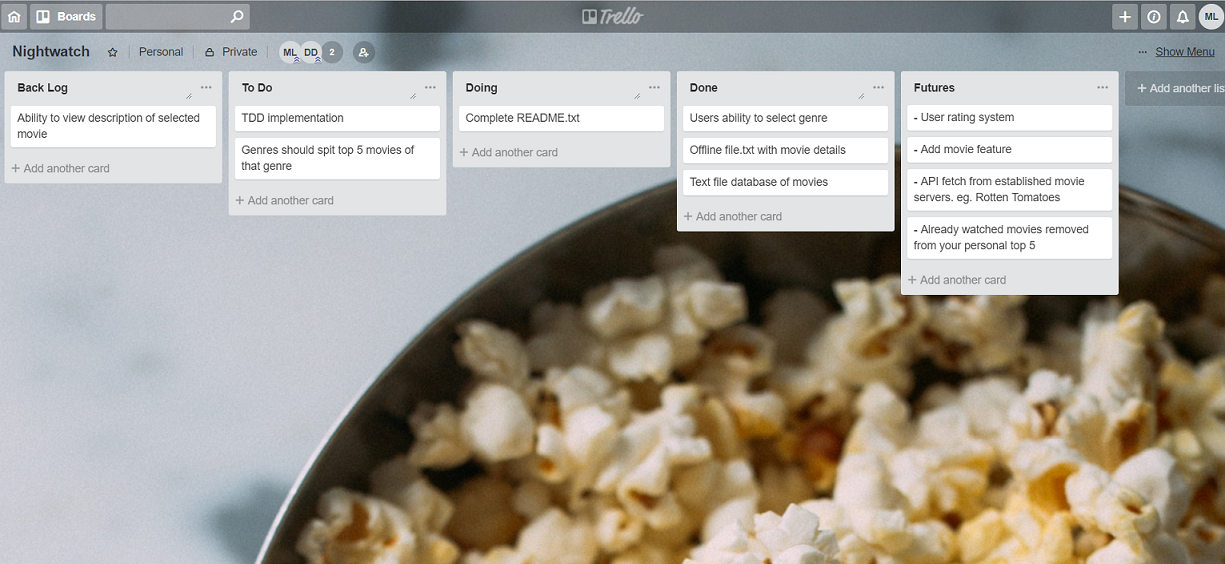 Boards
Trello
ML
Nightwatch
Personal
Private
ML
DD
2
... Show Menu
Back Log
Ability to view description of selected
movie
+ Add another card
To Do
TDD implementation
Genres should spit top 5 movies of
that genre
+ Add another card
Doing
Complete README.txt
+ Add another card
Done
Users ability to select genre
Offline file.txt with movie details
Text file database of movies
+ Add another card
Futures
- User rating system
- Add movie feature
- API fetch from established movie
servers. eg. Rotten Tomatoes
- Already watched movies removed
from your personal top 5
+ Add another card
+ Add another lis